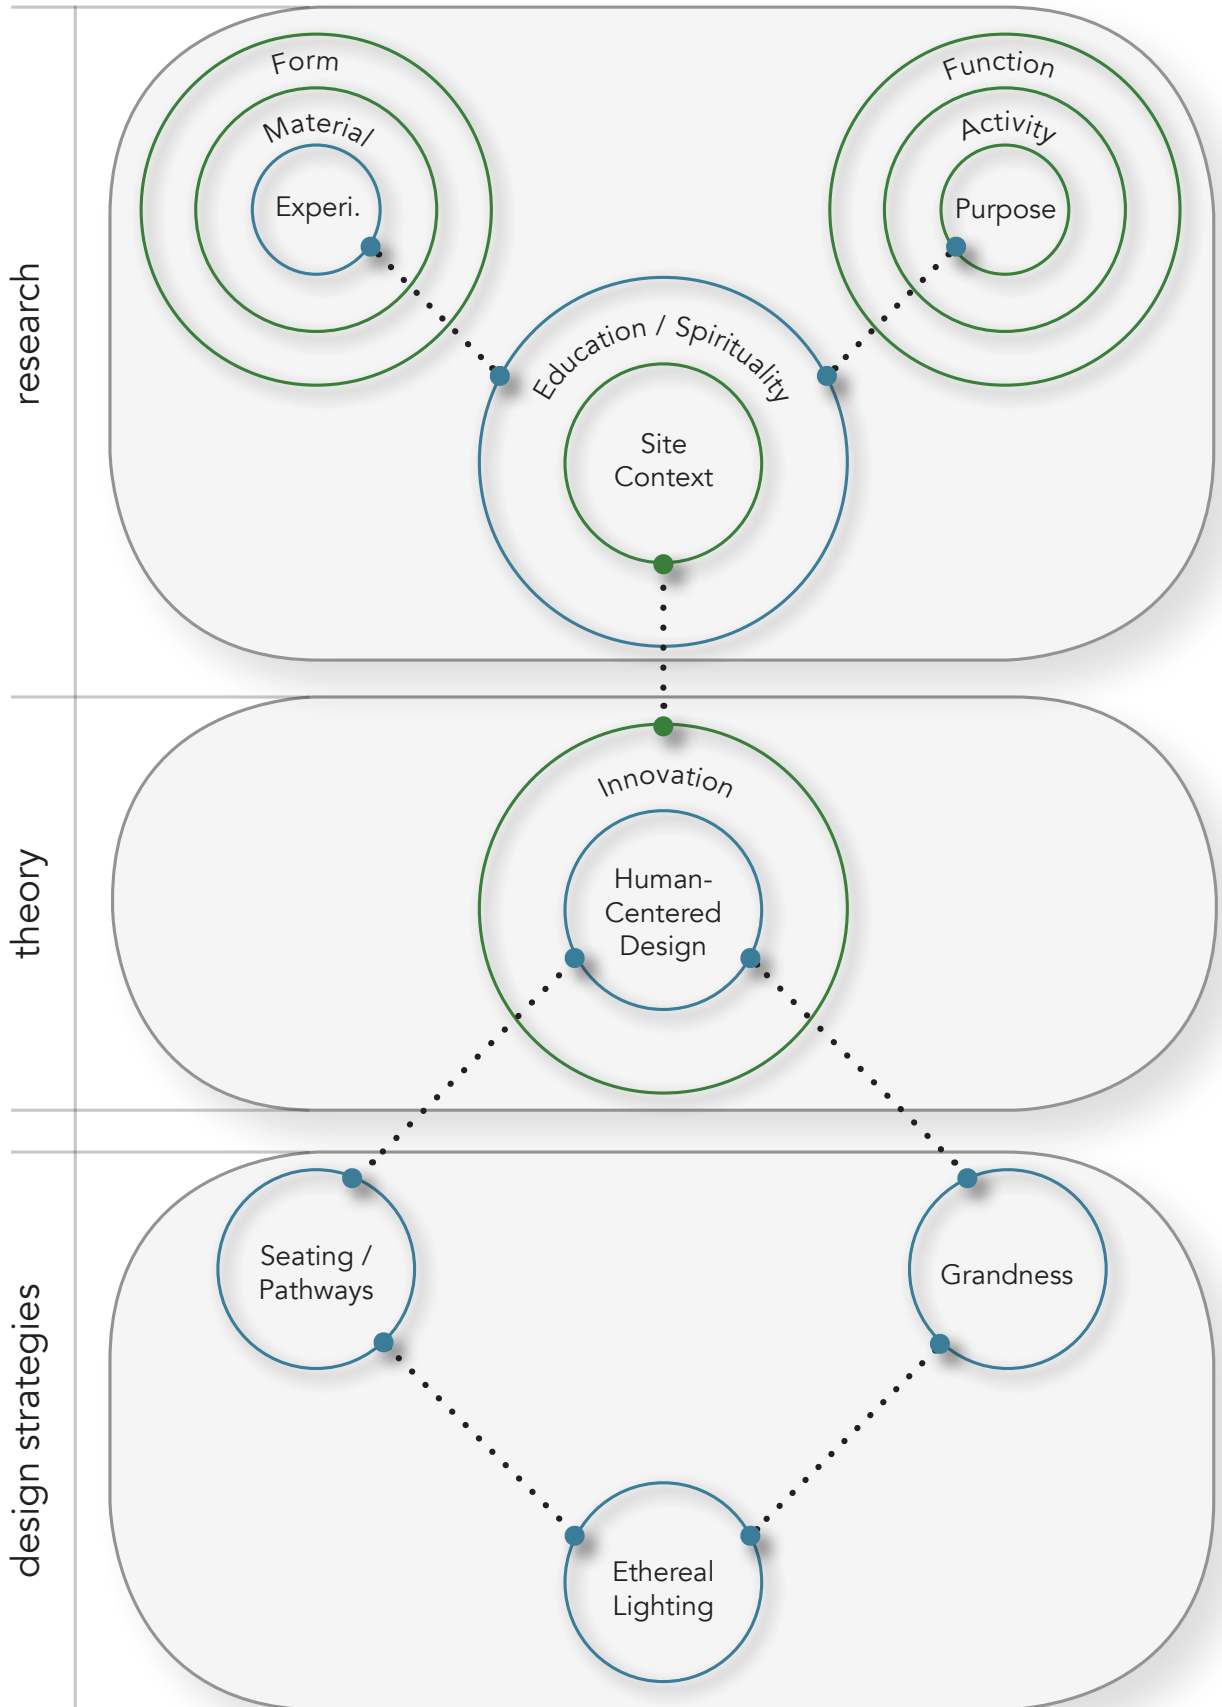 research
Form
Material
Experi.
Function
Activity
Purpose
Education / Spirituality
Site
Context
theory
Innovation
Human-
Centered
Design
design strategies
Seating /
Pathways
Grandness
Ethereal
Lighting